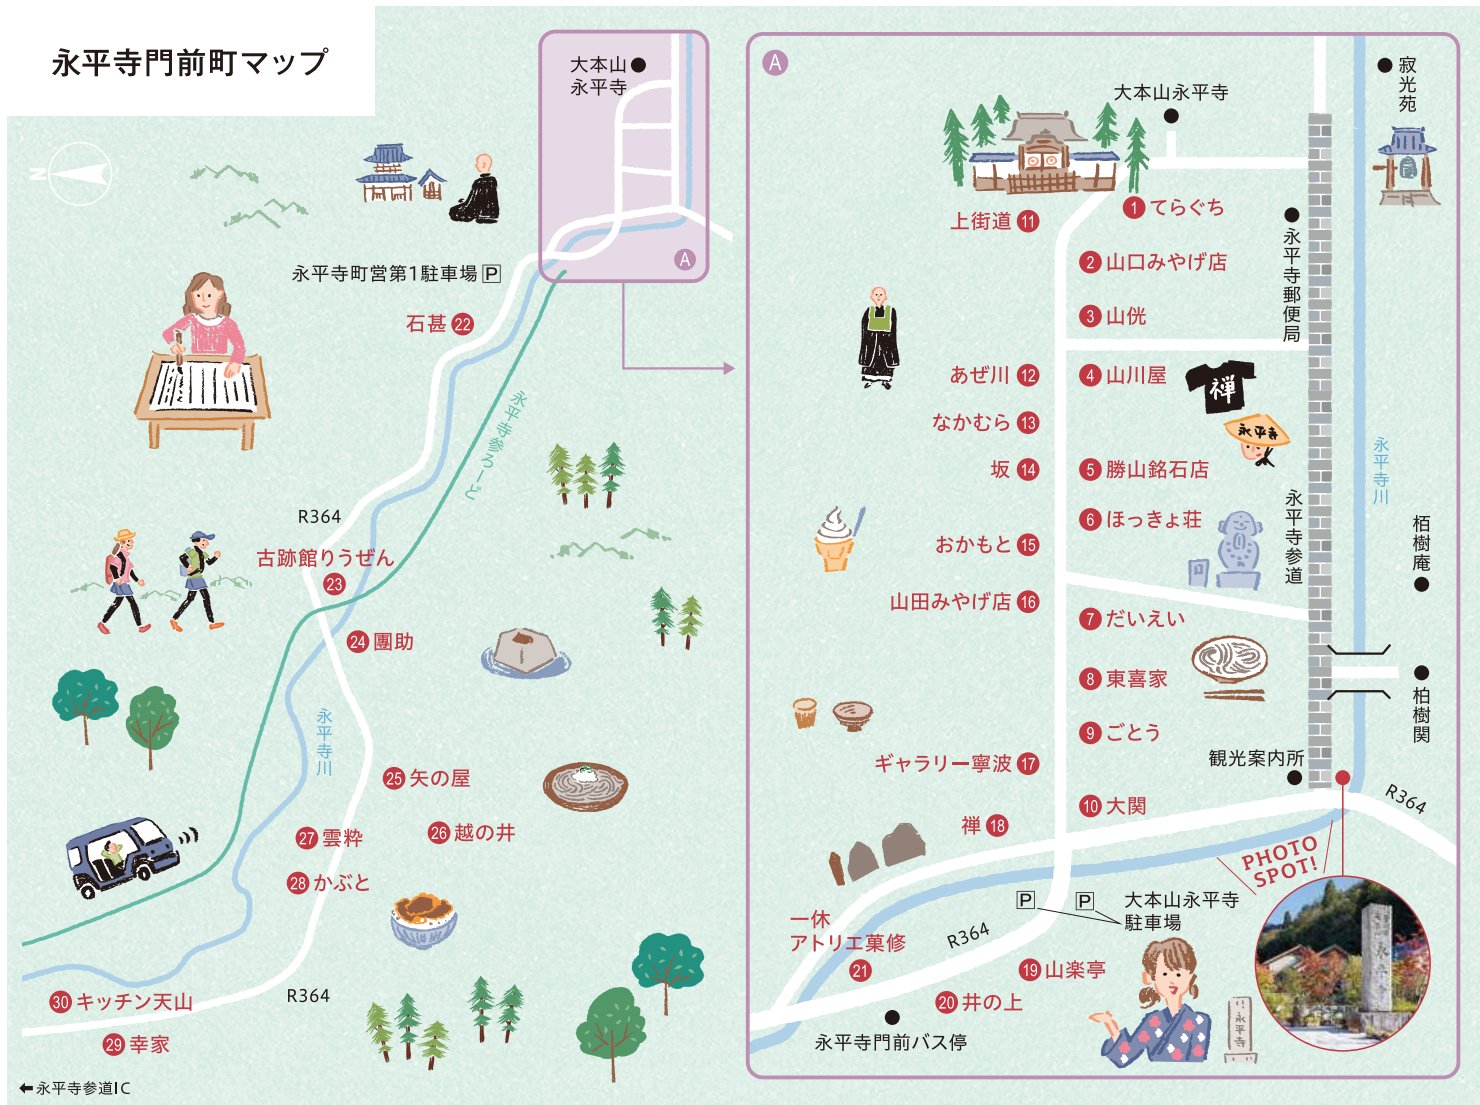 永平寺門前町マップ
N
大本山
永平寺
A
永平寺町営第1駐車場 P
石甚 22
永平寺参ろーど
R364
古跡館りうぜん
23
24 團助
永平寺川
25 矢の屋
26 越の井
27 雲粋
28 かぶと
R364
30 キッチン天山
29 幸家
永平寺参道IC
A
大本山永平寺
寂光苑
1 てらぐち
上街道 11
2 山口みやげ店
永平寺郵便局
3 山侊
あぜ川 12
4 山川屋
禅
なかむら 13
永平寺
坂 14
5 勝山銘石店
永平寺川
6 ほっきょ荘
永平寺参道
おかもと 15
栢樹庵
山田みやげ店 16
7 だいえい
8 東喜家
柏樹関
9 ごとう
ギャラリー寧波 17
観光案内所
10 大関
R364
禅 18
PHOTO
SPOT!
P
P
大本山永平寺
駐車場
一休
アトリエ菓修
21
R364
19 山楽亭
20 井の上
永平寺門前バス停
永平寺
永平寺